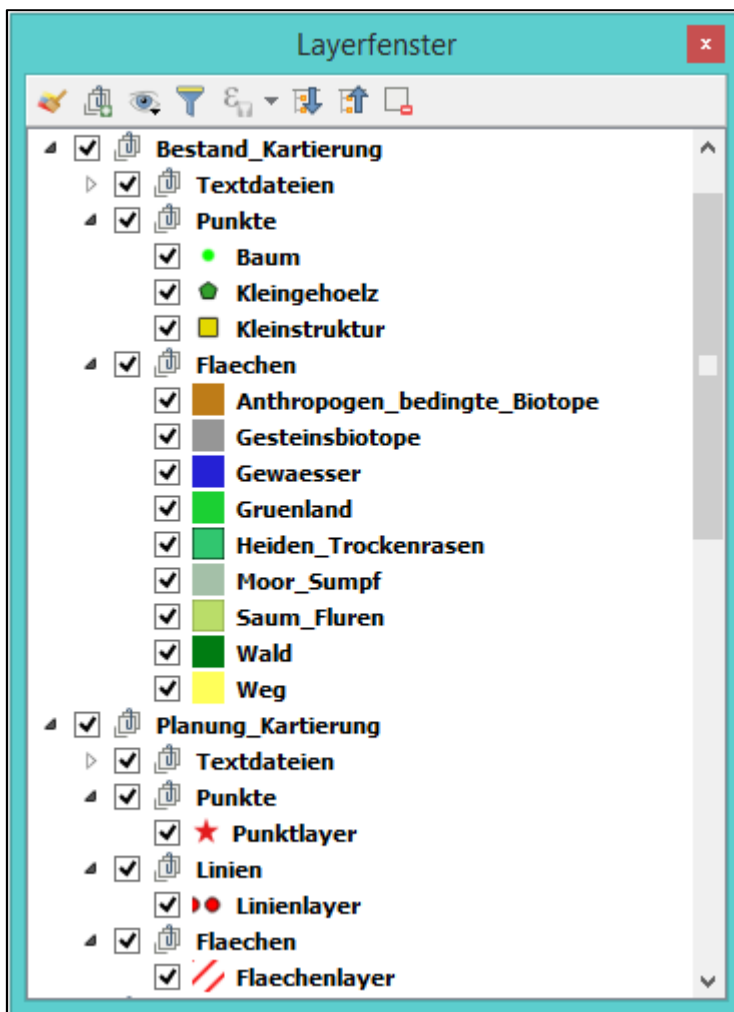 Layerfenster
x
ε
Bestand_Kartierung
Textdateien
Punkte
Baum
Kleingehoelz
Kleinstruktur
Flaechen
Anthropogen_bedingte_Biotope
Gesteinsbiotope
Gewaesser
Gruenland
Heiden_Trockenrasen
Moor_Sumpf
Saum_Fluren
Wald
Weg
Planung_Kartierung
Textdateien
Punkte
Punktlayer
Linien
Linienlayer
Flaechen
Flaechenlayer